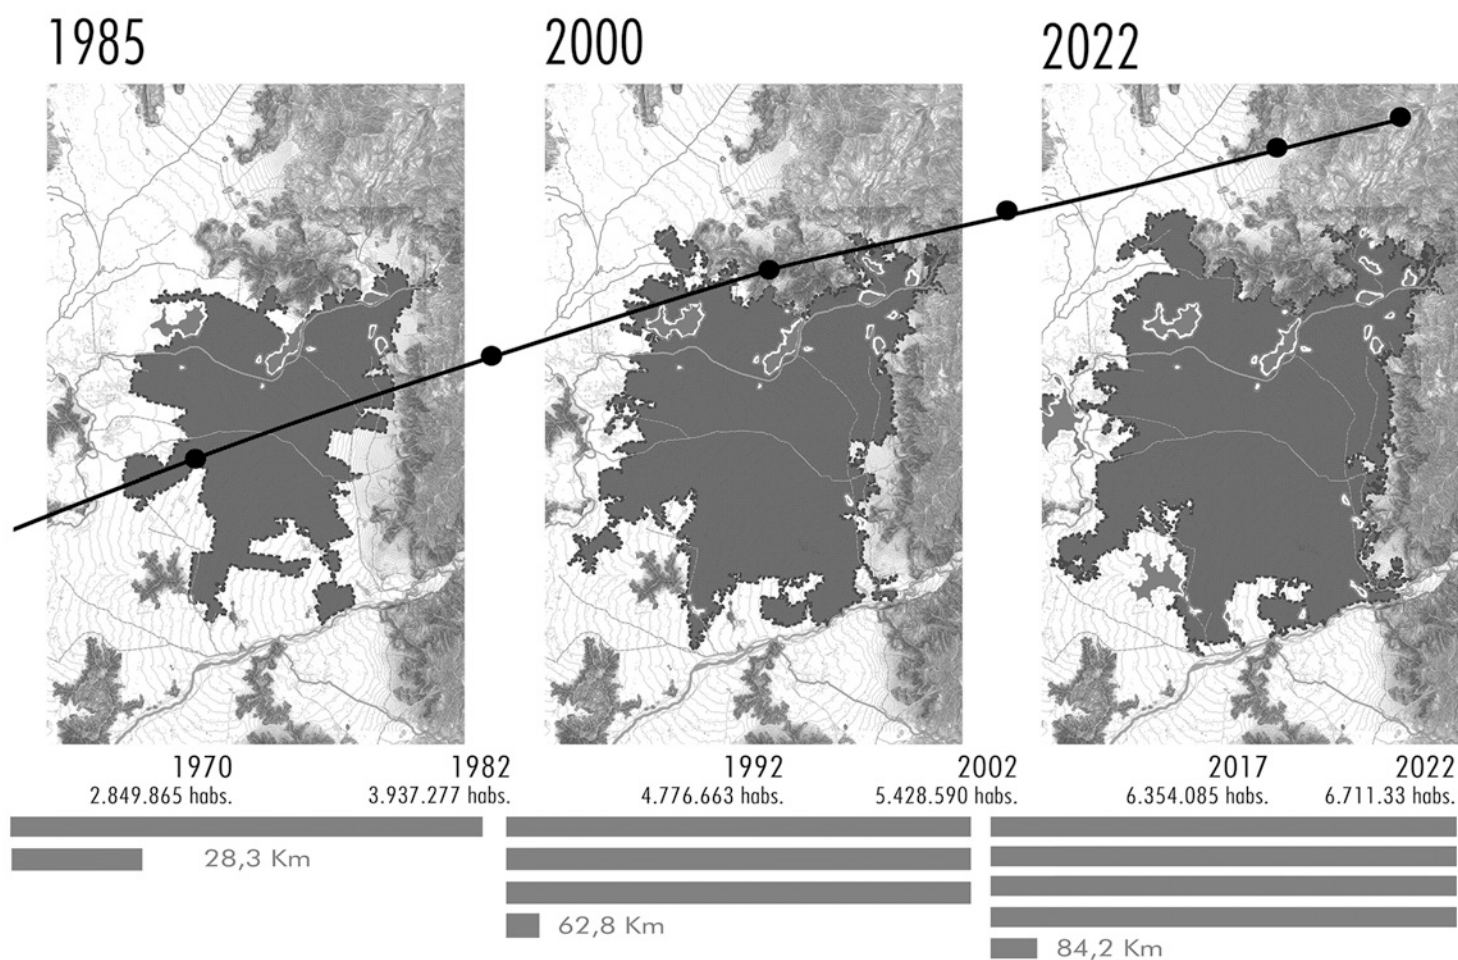 1985 2000 2022
1970 1982 1992 2002 2017 2022
2.849.865 habs. 3.937.277 habs. 4.776.663 habs. 5.428.590 habs. 6.354.085 habs. 6.711.33 habs.
28,3 Km
62,8 Km
84,2 Km